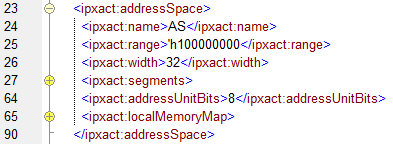 23 <ipxact:addressSpace>
24 <ipxact:name>AS</ipxact:name>
25 <ipxact:range>'h100000000</ipxact:range>
26 <ipxact:width>32</ipxact:width>
27 <ipxact:segments>
64 <ipxact:addressUnitBits>8</ipxact:addressUnitBits>
65 <ipxact:localMemoryMap>
90 </ipxact:addressSpace>